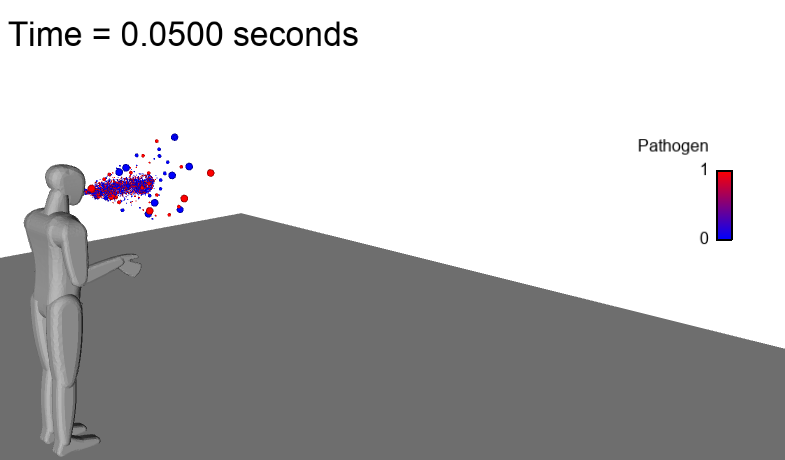 Time = 0.0500 seconds
Pathogen
1
0